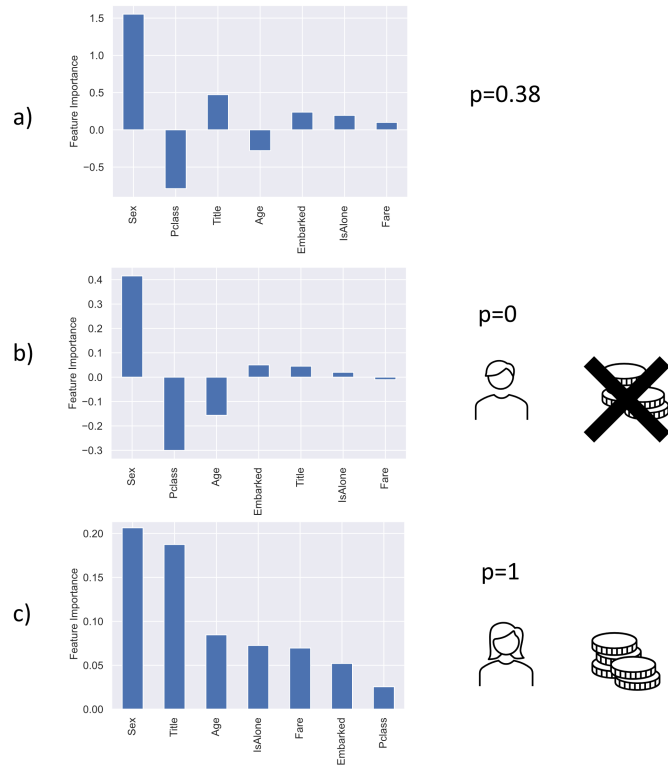 a)
Feature Importance
1.5
1.0
0.5
0.0
−0.5
Sex
Pclass
Title
Age
Embarked
IsAlone
Fare
p=0.38
b)
Feature Importance
0.4
0.3
0.2
0.1
0.0
−0.1
−0.2
−0.3
Sex
Pclass
Age
Embarked
Title
IsAlone
Fare
p=0
c)
Feature Importance
0.20
0.15
0.10
0.05
0.00
Sex
Title
Age
IsAlone
Fare
Embarked
Pclass
p=1